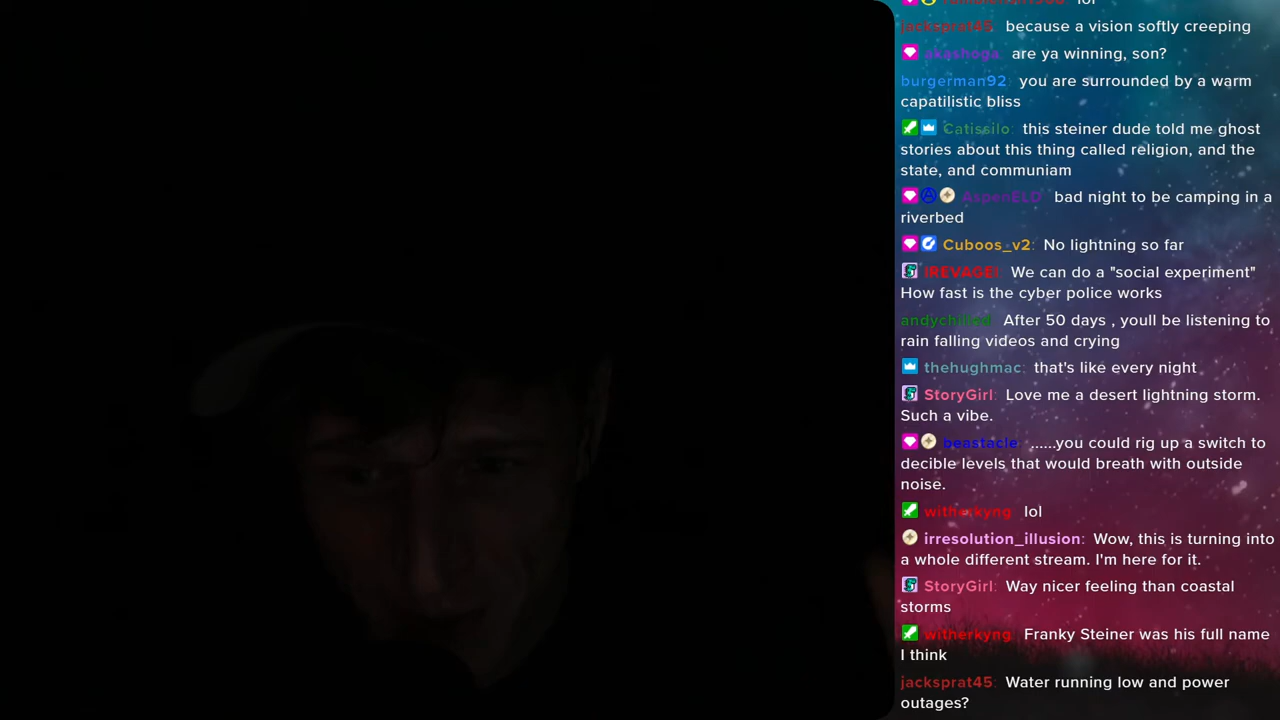 lol
jacksprat45: because a vision softly creeping
akashoga: are ya winning, son?
burgerman92 you are surrounded by a warm
capatilistic bliss
Catissilo: this steiner dude told me ghost
stories about this thing called religion, and the
state, and communiam
AspenELD bad night to be camping in a
riverbed
Cuboos_v2: No lightning so far
IREVAGEI: We can do a "social experiment"
How fast is the cyber police works
andychilled: After 50 days , youll be listening to
rain falling videos and crying
thehughmac: that's like every night
StoryGirl: Love me a desert lightning storm.
Such a vibe.
beastacle: ......you could rig up a switch to
decible levels that would breath with outside
noise.
witherkyng: lol
irresolution_illusion: Wow, this is turning into
a whole different stream. I'm here for it.
StoryGirl: Way nicer feeling than coastal
storms
witherkyng: Franky Steiner was his full name
I think
jacksprat45: Water running low and power
outages?